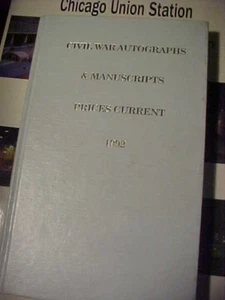 Chicago Union Station
CIVIL WAR AUTOGRAPHS
& MANUSCRIPTS
PRICES CURRENT
1992